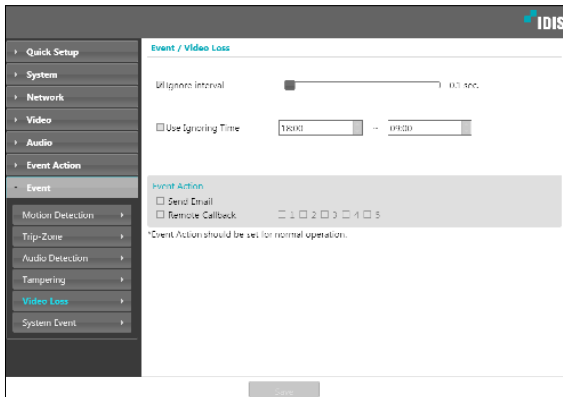 IDIS
Quick Setup
System
Network
Video
Audio
Event Action
Event
Motion Detection
Trip-Zone
Audio Detection
Tampering
Video Loss
System Event
Event / Video Loss
Ignore interval 0.1 sec.
Use Ignoring Time 18:00 ~ 09:00
Event Action
Send Email
Remote Callback 1 2 3 4 5
*Event Action should be set for normal operation.
Save